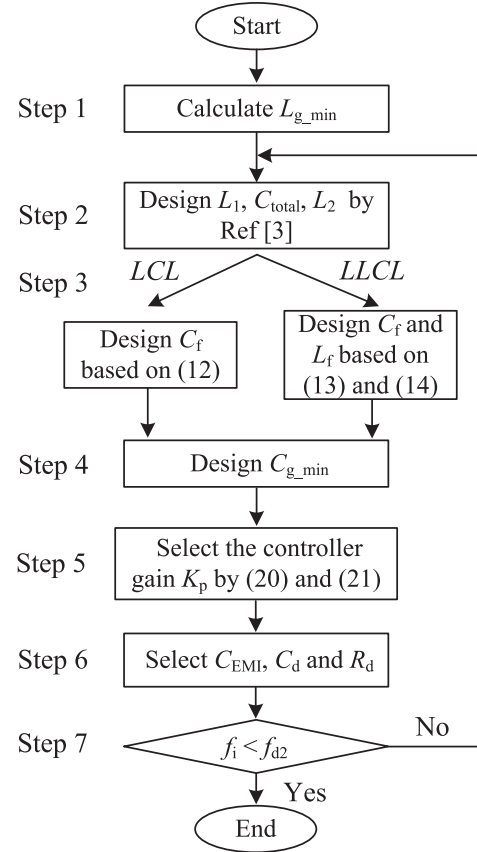 Start
Step 1
Calculate L_g_min
Step 2
Design L_1, C_total, L_2 by
Ref [3]
Step 3
LCL
LLCL
Design C_f
based on (12)
Design C_f and
L_f based on
(13) and (14)
Step 4
Design C_g_min
Step 5
Select the controller
gain K_p by (20) and (21)
Step 6
Select C_EMI, C_d and R_d
Step 7
f_i < f_d2
No
Yes
End